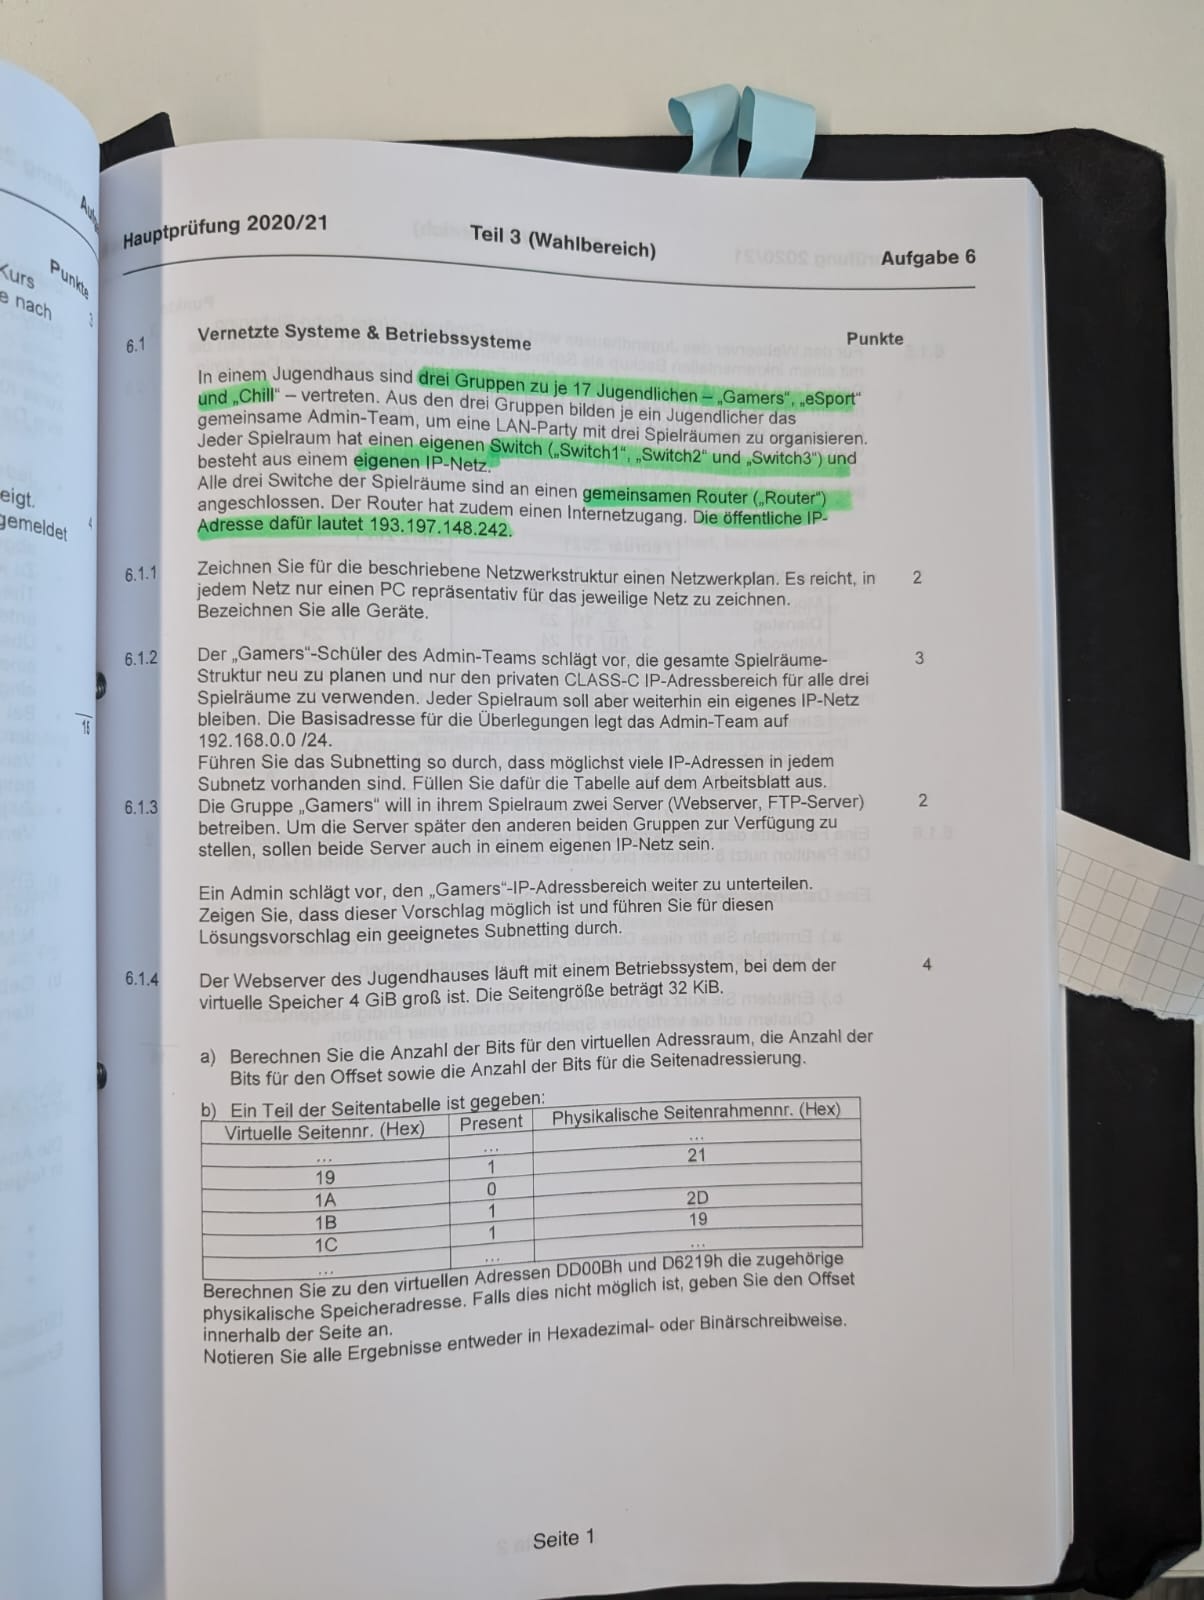 Kurs
e nach
Punkte
3
eigt.
gemeldet
4
15
Hauptprüfung 2020/21
Teil 3 (Wahlbereich)
Aufgabe 6
6.1
Vernetzte Systeme & Betriebssysteme
Punkte
In einem Jugendhaus sind drei Gruppen zu je 17 Jugendlichen – „Gamers“, „eSport“
und „Chill“ – vertreten. Aus den drei Gruppen bilden je ein Jugendlicher das
gemeinsame Admin-Team, um eine LAN-Party mit drei Spielräumen zu organisieren.
Jeder Spielraum hat einen eigenen Switch („Switch1“, „Switch2“ und „Switch3“) und
besteht aus einem eigenen IP-Netz.
Alle drei Switche der Spielräume sind an einen gemeinsamen Router („Router“)
angeschlossen. Der Router hat zudem einen Internetzugang. Die öffentliche IP-
Adresse dafür lautet 193.197.148.242.
6.1.1
Zeichnen Sie für die beschriebene Netzwerkstruktur einen Netzwerkplan. Es reicht, in
2
jedem Netz nur einen PC repräsentativ für das jeweilige Netz zu zeichnen.
Bezeichnen Sie alle Geräte.
6.1.2
Der „Gamers“-Schüler des Admin-Teams schlägt vor, die gesamte Spielräume-
3
Struktur neu zu planen und nur den privaten CLASS-C IP-Adressbereich für alle drei
Spielräume zu verwenden. Jeder Spielraum soll aber weiterhin ein eigenes IP-Netz
bleiben. Die Basisadresse für die Überlegungen legt das Admin-Team auf
192.168.0.0 /24.
Führen Sie das Subnetting so durch, dass möglichst viele IP-Adressen in jedem
Subnetz vorhanden sind. Füllen Sie dafür die Tabelle auf dem Arbeitsblatt aus.
6.1.3
Die Gruppe „Gamers“ will in ihrem Spielraum zwei Server (Webserver, FTP-Server)
2
betreiben. Um die Server später den anderen beiden Gruppen zur Verfügung zu
stellen, sollen beide Server auch in einem eigenen IP-Netz sein.
Ein Admin schlägt vor, den „Gamers“-IP-Adressbereich weiter zu unterteilen.
Zeigen Sie, dass dieser Vorschlag möglich ist und führen Sie für diesen
Lösungsvorschlag ein geeignetes Subnetting durch.
6.1.4
Der Webserver des Jugendhauses läuft mit einem Betriebssystem, bei dem der
4
virtuelle Speicher 4 GiB groß ist. Die Seitengröße beträgt 32 KiB.
a) Berechnen Sie die Anzahl der Bits für den virtuellen Adressraum, die Anzahl der
Bits für den Offset sowie die Anzahl der Bits für die Seitenadressierung.
b) Ein Teil der Seitentabelle ist gegeben:
Virtuelle Seitennr. (Hex) Present Physikalische Seitenrahmennr. (Hex)
... ... ...
19 1 21
1A 0
1B 1 2D
1C 1 19
... ... ...
Berechnen Sie zu den virtuellen Adressen DD00Bh und D6219h die zugehörige
physikalische Speicheradresse. Falls dies nicht möglich ist, geben Sie den Offset
innerhalb der Seite an.
Notieren Sie alle Ergebnisse entweder in Hexadezimal- oder Binärschreibweise.
Seite 1